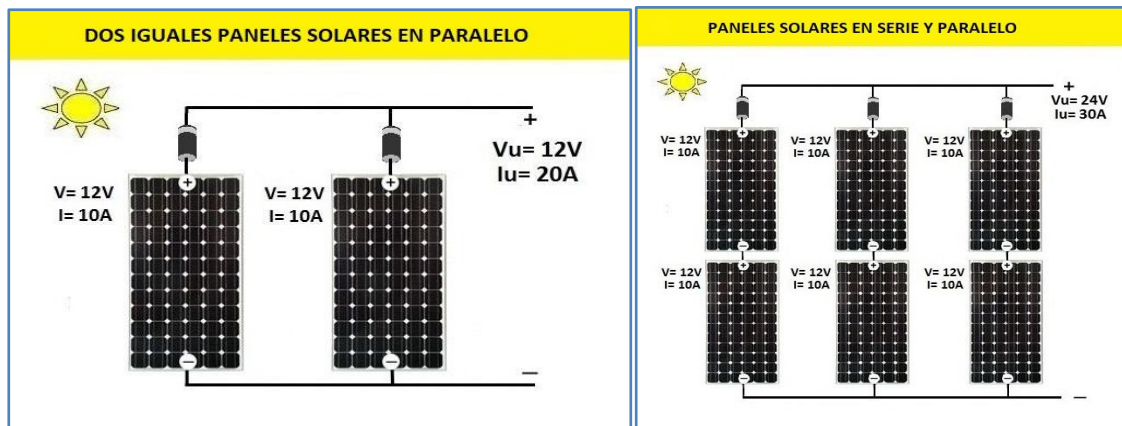 DOS IGUALES PANELES SOLARES EN PARALELO
+
Vu= 12V
Iu= 20A
V= 12V
I= 10A
+
V= 12V
I= 10A
+
−
−
−
PANELES SOLARES EN SERIE Y PARALELO
+
Vu= 24V
Iu= 30A
V= 12V
I= 10A
+
V= 12V
I= 10A
+
V= 12V
I= 10A
+
−
−
−
V= 12V
I= 10A
+
V= 12V
I= 10A
+
V= 12V
I= 10A
+
−
−
−
−